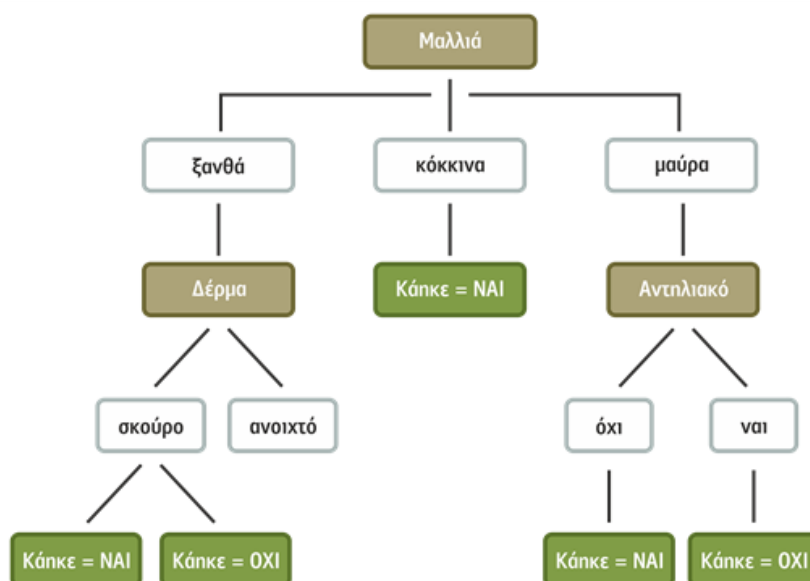 Μαλλιά
ξανθά κόκκινα μαύρα
Δέρμα Κάηκε = ΝΑΙ Αντηλιακό
σκούρο ανοιχτό όχι ναι
Κάηκε = ΝΑΙ Κάηκε = ΟΧΙ Κάηκε = ΝΑΙ Κάηκε = ΟΧΙ